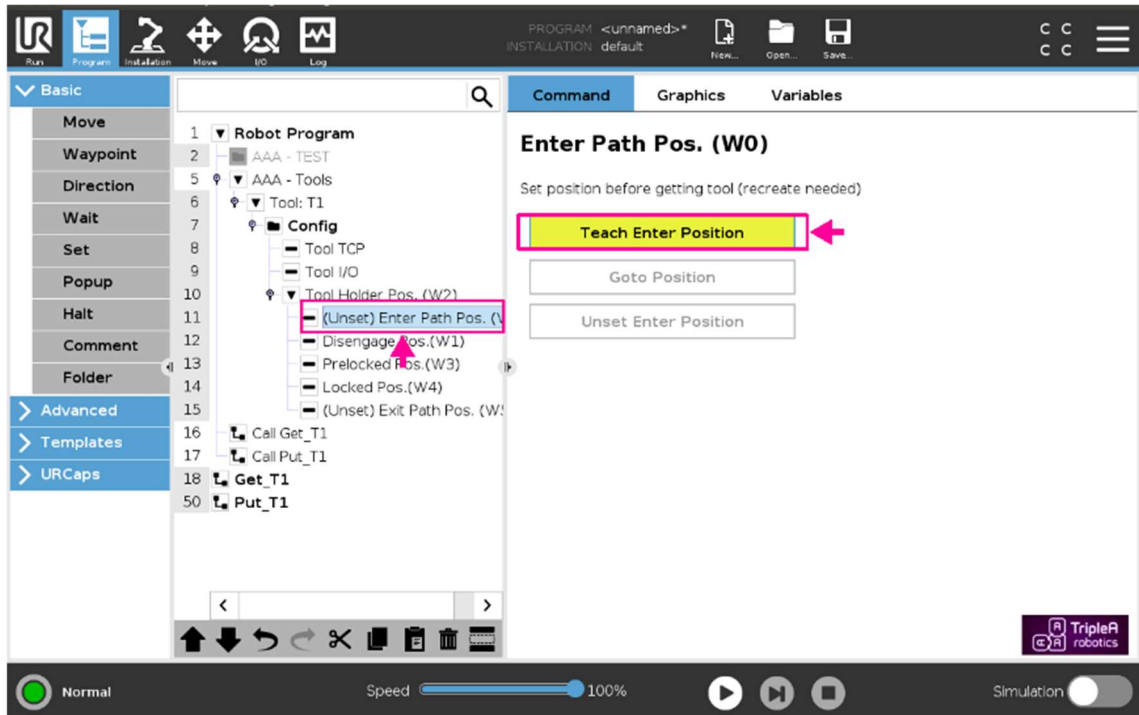 PROGRAM <unnamed>*
INSTALLATION default
UR
Run
Program
Installation
Move
I/O
Log
New...
Open...
Save...
C C
C C
Basic
Move
Waypoint
Direction
Wait
Set
Popup
Halt
Comment
Folder
Advanced
Templates
URCaps
1 Robot Program
2 AAA - TEST
5 AAA - Tools
6 Tool: T1
7 Config
8 Tool TCP
9 Tool I/O
10 Tool Holder Pos. (W2)
11 (Unset) Enter Path Pos. (
12 Disengage Pos.(W1)
13 Prelocked Pos.(W3)
14 Locked Pos.(W4)
15 (Unset) Exit Path Pos. (W
16 Call Get_T1
17 Call Put_T1
18 Get_T1
50 Put_T1
Command Graphics Variables
Enter Path Pos. (W0)
Set position before getting tool (recreate needed)
Teach Enter Position
Goto Position
Unset Enter Position
TripleA
robotics
Normal
Speed 100%
Simulation